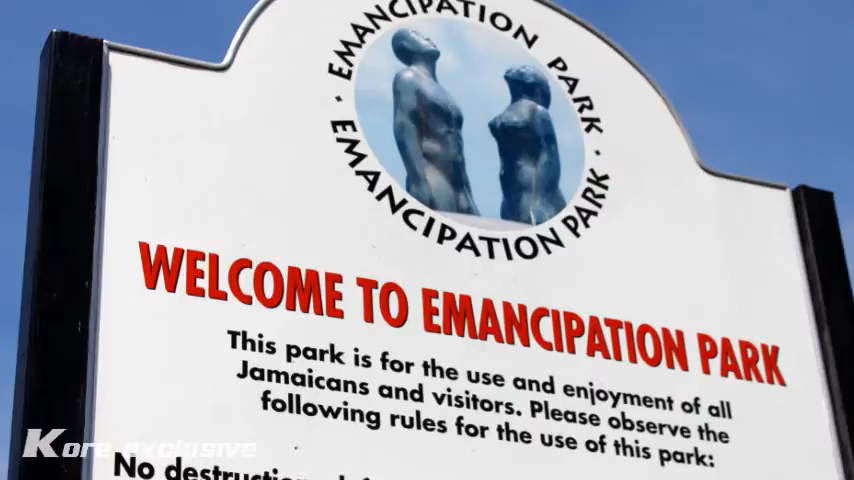 EMANCIPATION PARK
EMANCIPATION PARK
WELCOME TO EMANCIPATION PARK
This park is for the use and enjoyment of all
Jamaicans and visitors. Please observe the
following rules for the use of this park:
No
Kore exclusive